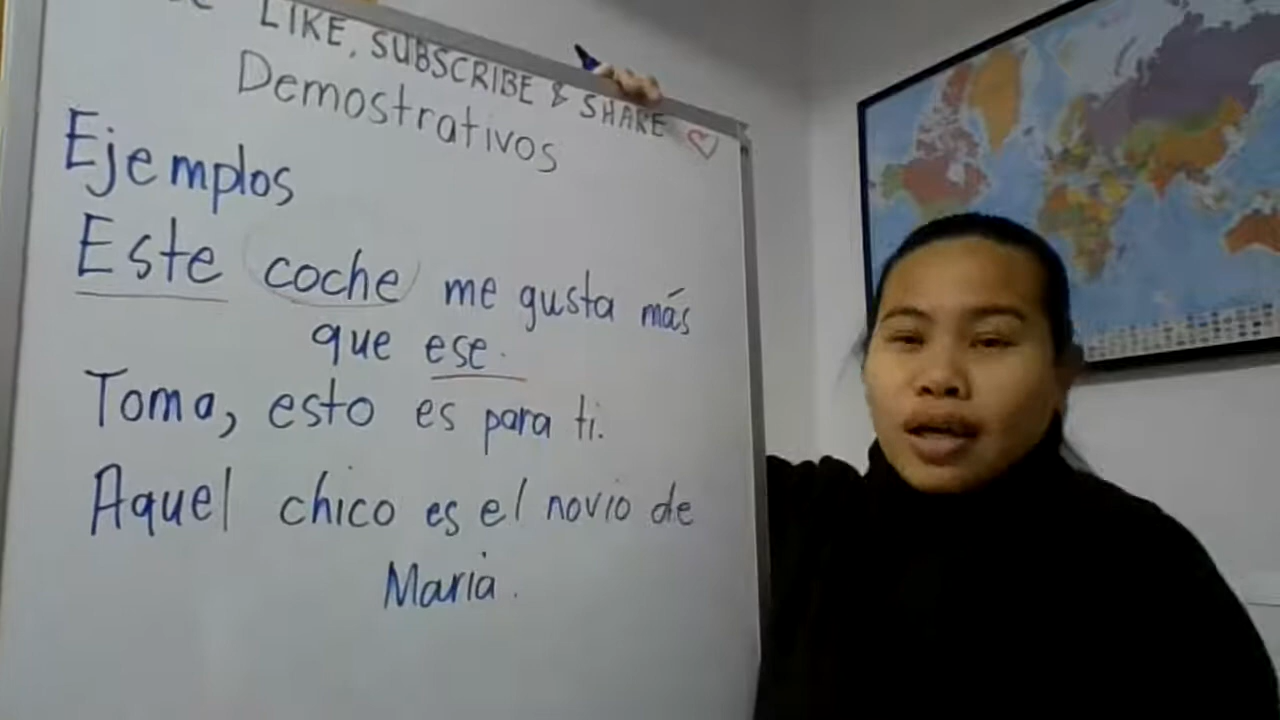 LIKE, SUBSCRIBE & SHARE
Demostrativos
Ejemplos
Este coche me gusta más
que ese.
Toma, esto es para ti.
Aquel chico es el novio de
Maria.